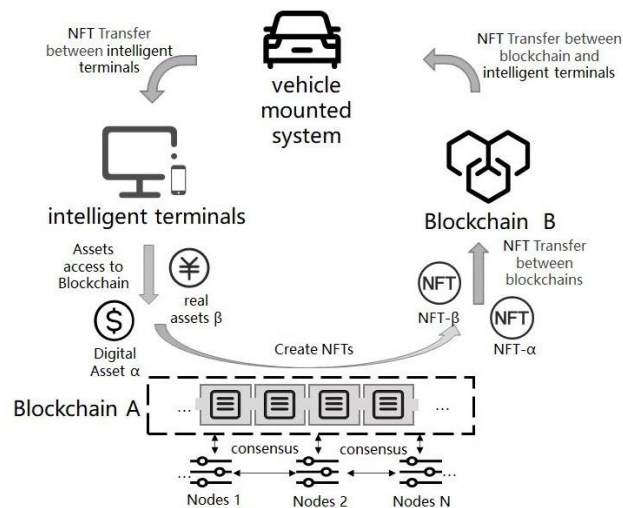 NFT Transfer
between intelligent
terminals
vehicle
mounted
system
NFT Transfer between
blockchain and
intelligent terminals
intelligent terminals
Blockchain B
Assets
access to
Blockchain
¥
real
assets β
$
Digital
Asset α
NFT Transfer
between
blockchains
NFT
NFT-β
NFT
NFT-α
Create NFTs
Blockchain A
...
...
consensus
consensus
...
...
Nodes 1
Nodes 2
Nodes N